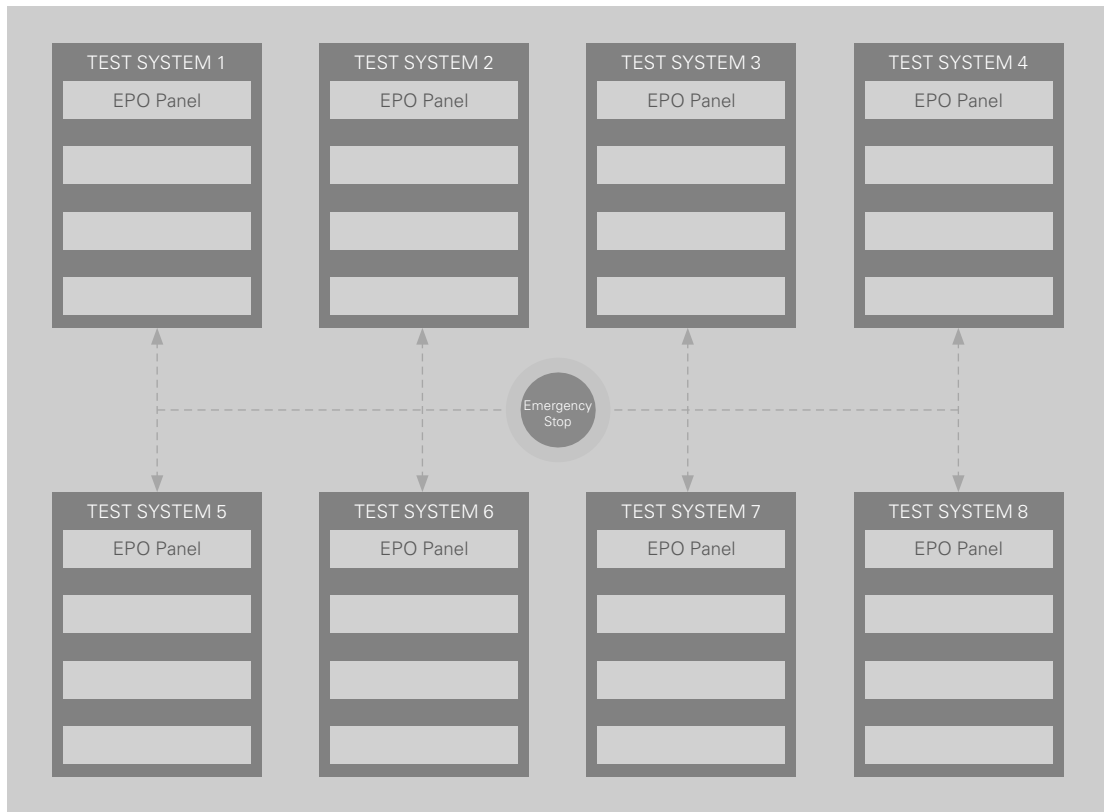 TEST SYSTEM 1
EPO Panel
TEST SYSTEM 2
EPO Panel
TEST SYSTEM 3
EPO Panel
TEST SYSTEM 4
EPO Panel
Emergency
Stop
TEST SYSTEM 5
EPO Panel
TEST SYSTEM 6
EPO Panel
TEST SYSTEM 7
EPO Panel
TEST SYSTEM 8
EPO Panel